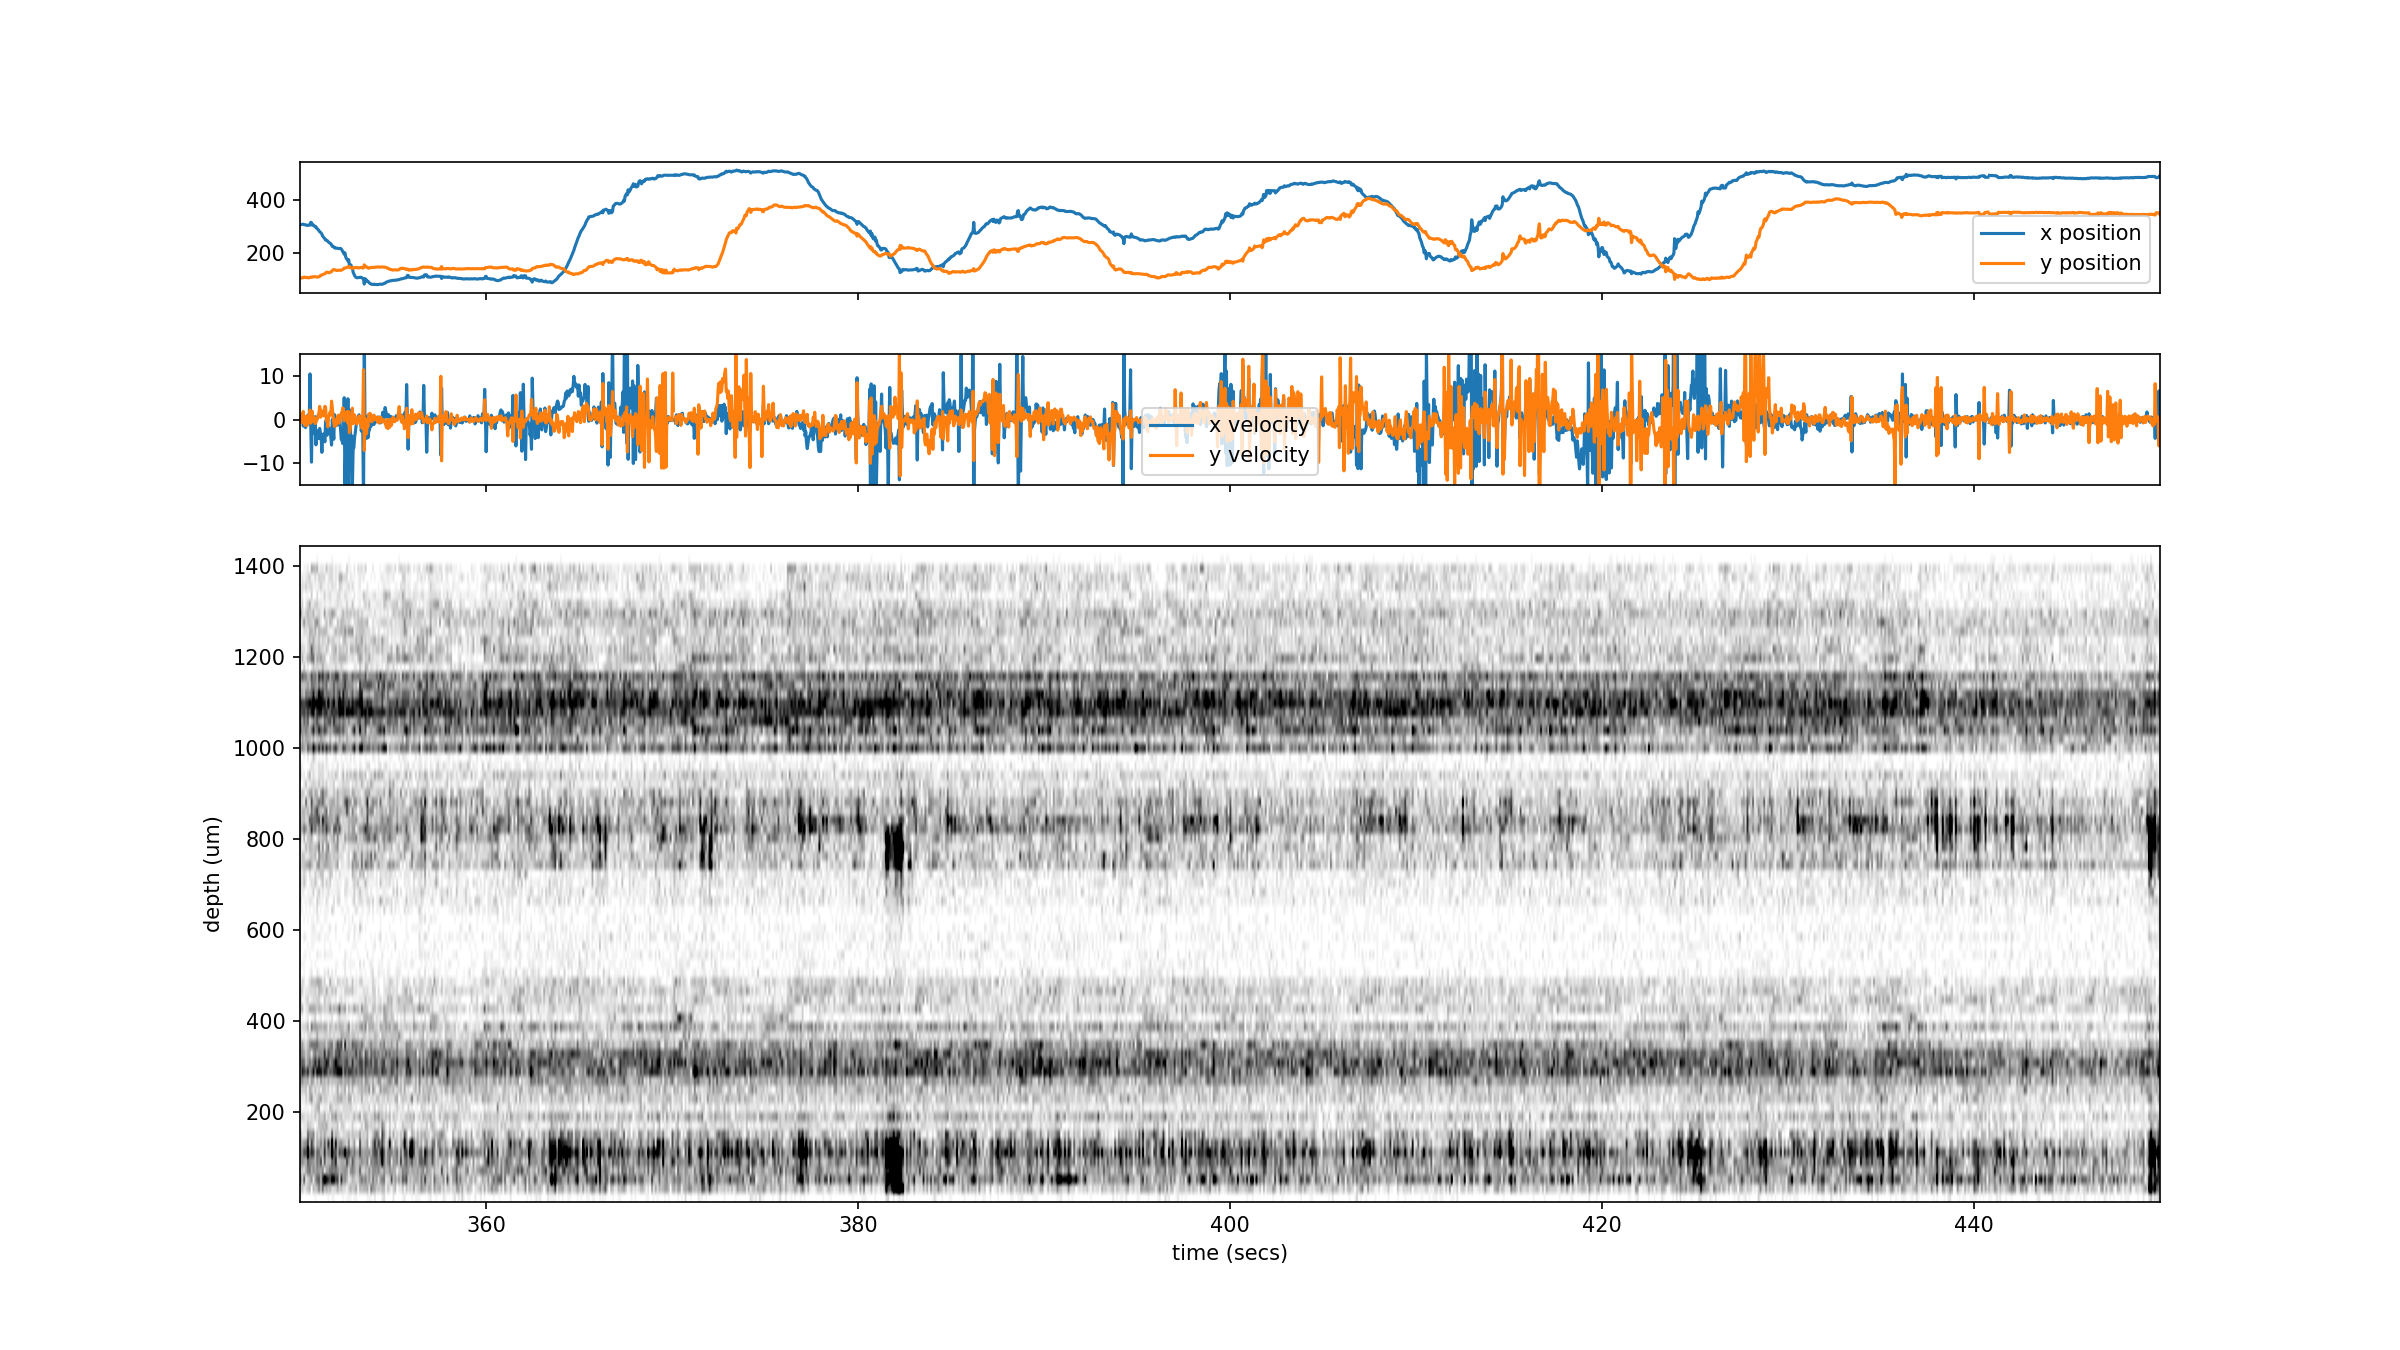 400
200
x position
y position
10
0
−10
x velocity
y velocity
1400
1200
1000
800
600
400
200
depth (um)
360 380 400 420 440
time (secs)